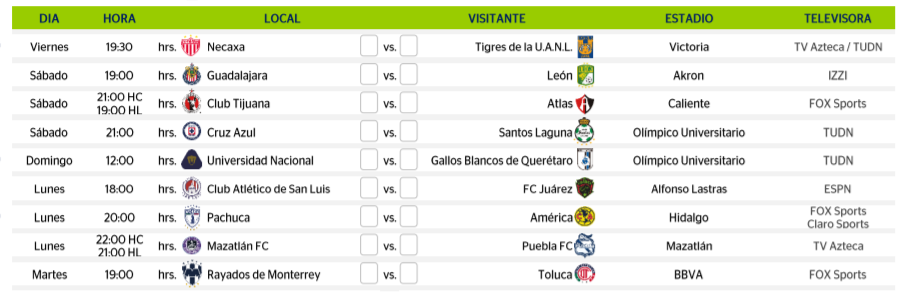 DIA HORA LOCAL VISITANTE ESTADIO TELEVISORA
Viernes 19:30 hrs. Necaxa vs. Tigres de la U.A.N.L. Victoria TV Azteca / TUDN
Sábado 19:00 hrs. Guadalajara vs. León Akron IZZI
Sábado 21:00 HC 19:00 HL hrs. Club Tijuana vs. Atlas Caliente FOX Sports
Sábado 21:00 hrs. Cruz Azul vs. Santos Laguna Olímpico Universitario TUDN
Domingo 12:00 hrs. Universidad Nacional vs. Gallos Blancos de Querétaro Olímpico Universitario TUDN
Lunes 18:00 hrs. Club Atlético de San Luis vs. FC Juárez Alfonso Lastras ESPN
Lunes 20:00 hrs. Pachuca vs. América Hidalgo FOX Sports Claro Sports
Lunes 22:00 HC 21:00 HL hrs. Mazatlán FC vs. Puebla FC Mazatlán TV Azteca
Martes 19:00 hrs. Rayados de Monterrey vs. Toluca BBVA FOX Sports